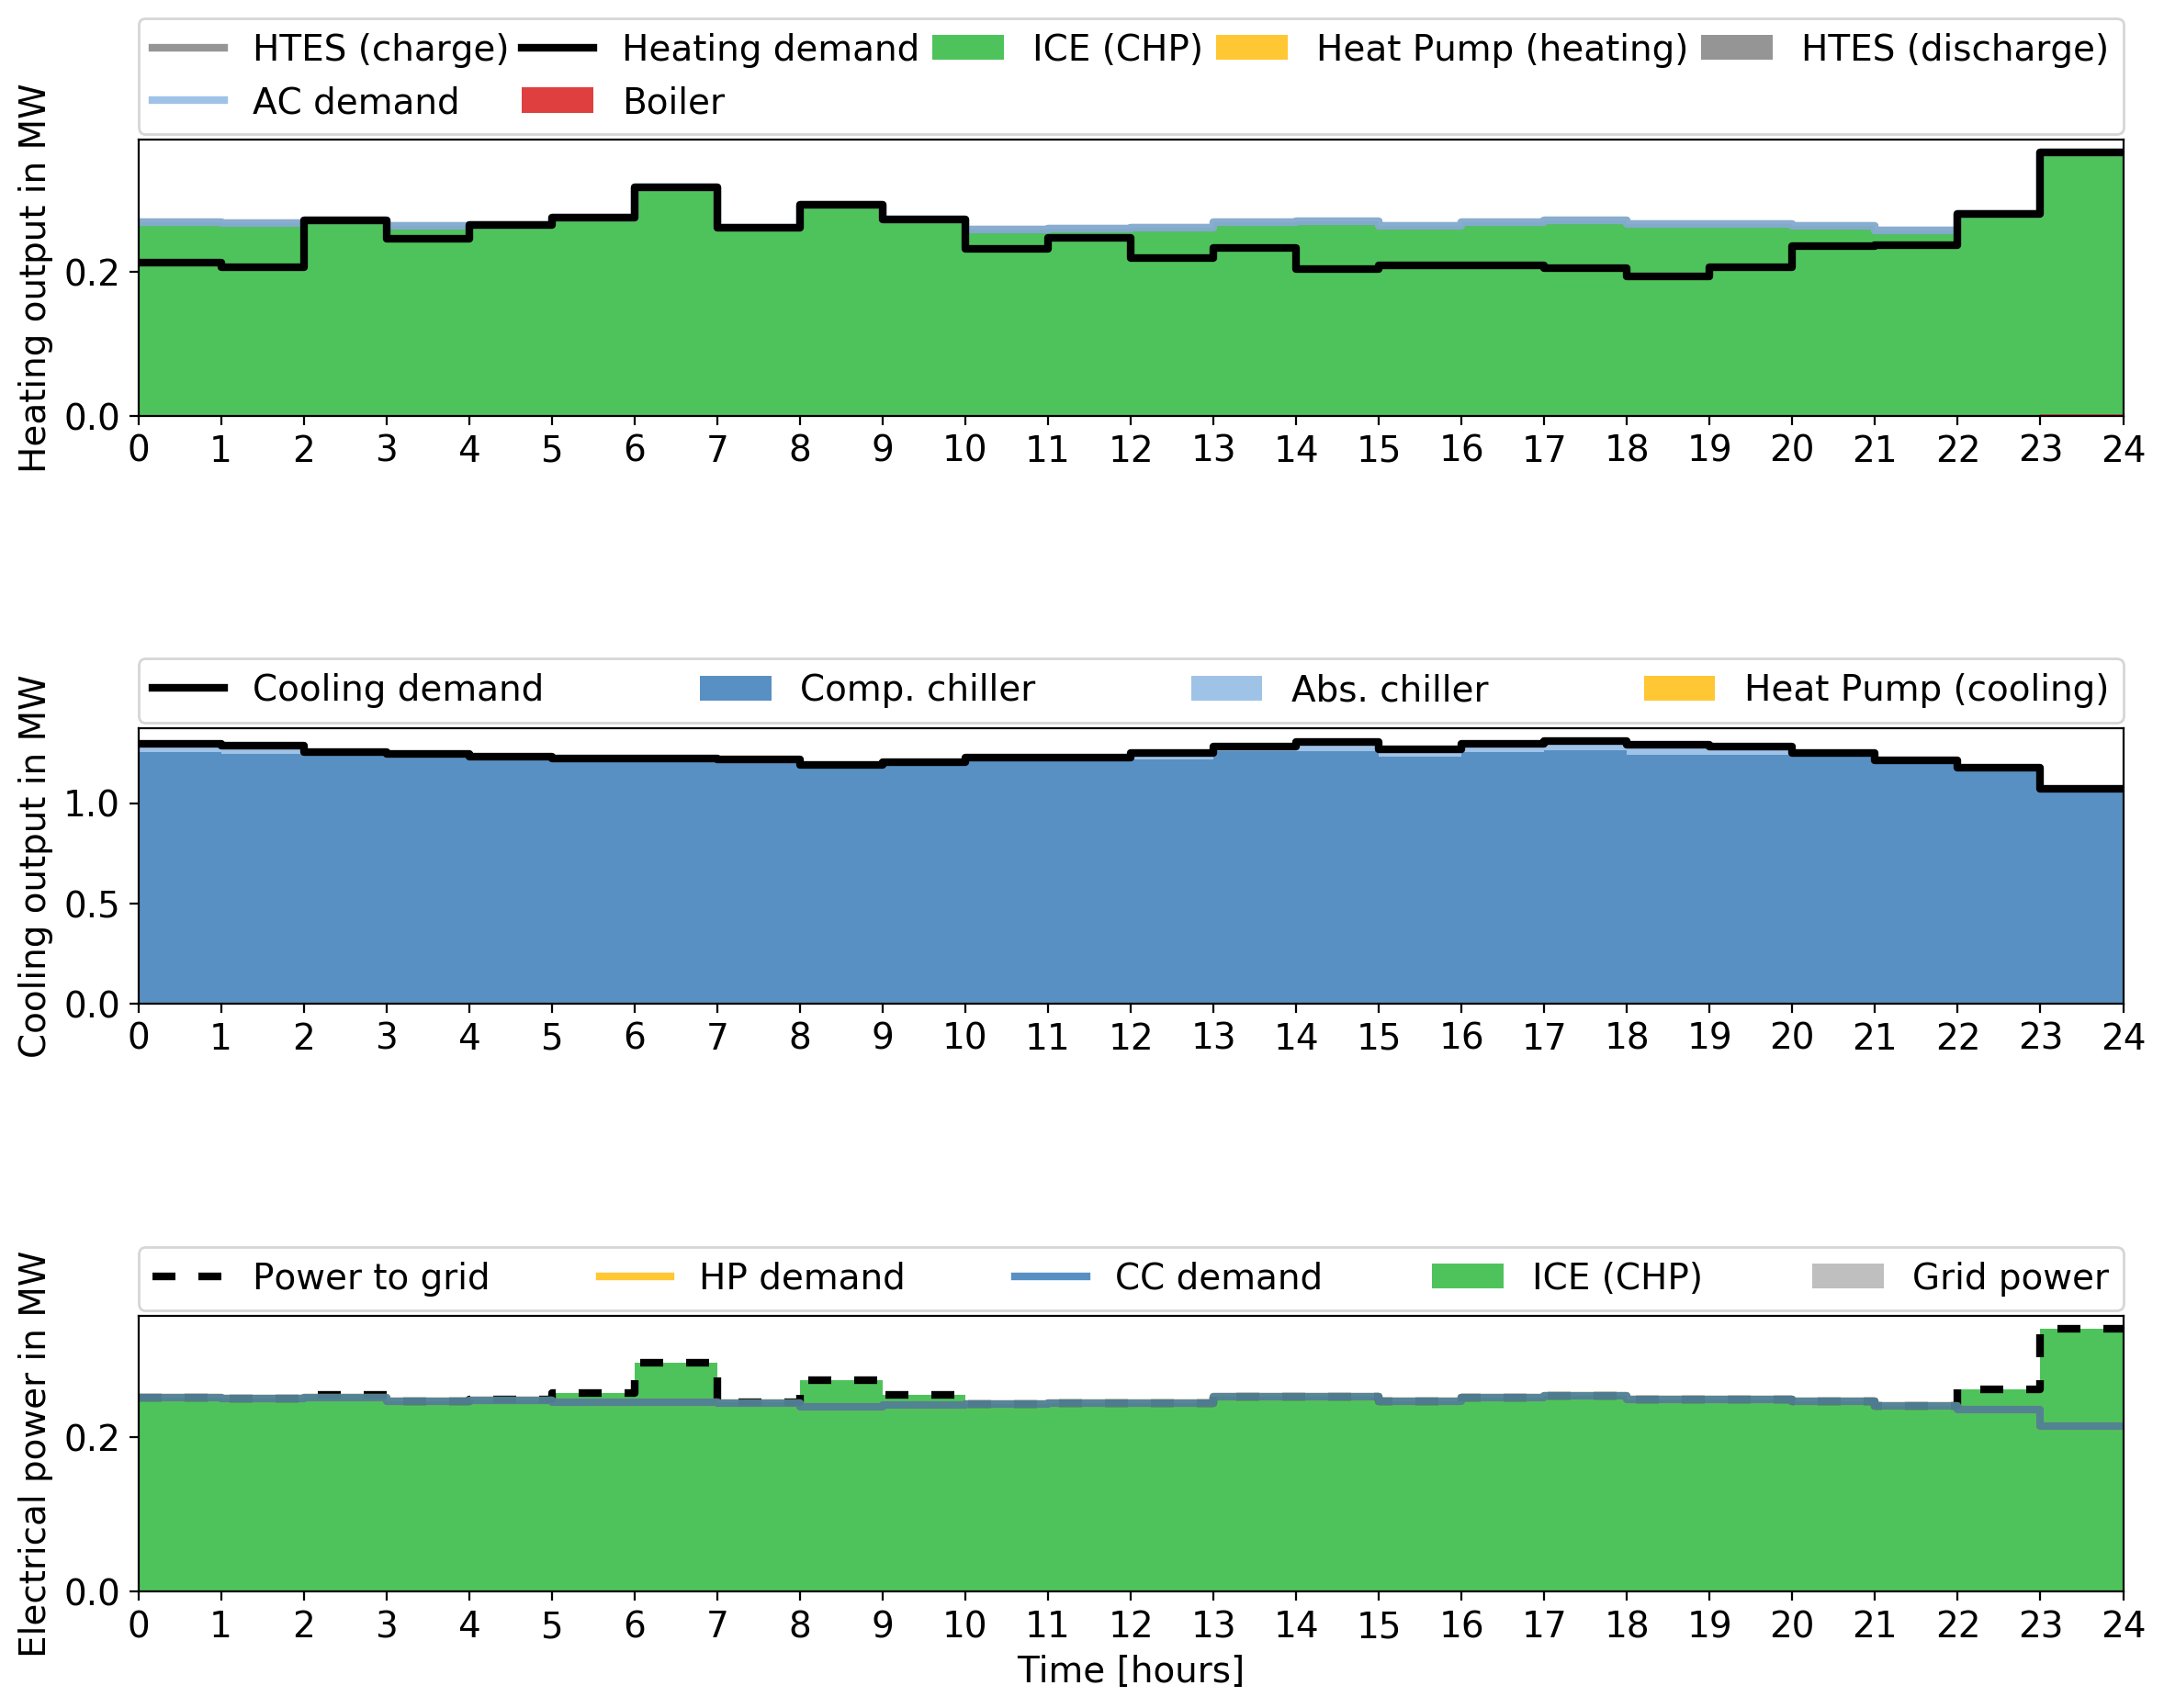 HTES (charge) Heating demand ICE (CHP) Heat Pump (heating) HTES (discharge)
AC demand Boiler
Heating output in MW
0.2
0.0
0 1 2 3 4 5 6 7 8 9 10 11 12 13 14 15 16 17 18 19 20 21 22 23 24
Cooling demand Comp. chiller Abs. chiller Heat Pump (cooling)
Cooling output in MW
1.0
0.5
0.0
0 1 2 3 4 5 6 7 8 9 10 11 12 13 14 15 16 17 18 19 20 21 22 23 24
Power to grid HP demand CC demand ICE (CHP) Grid power
Electrical power in MW
0.2
0.0
0 1 2 3 4 5 6 7 8 9 10 11 12 13 14 15 16 17 18 19 20 21 22 23 24
Time [hours]